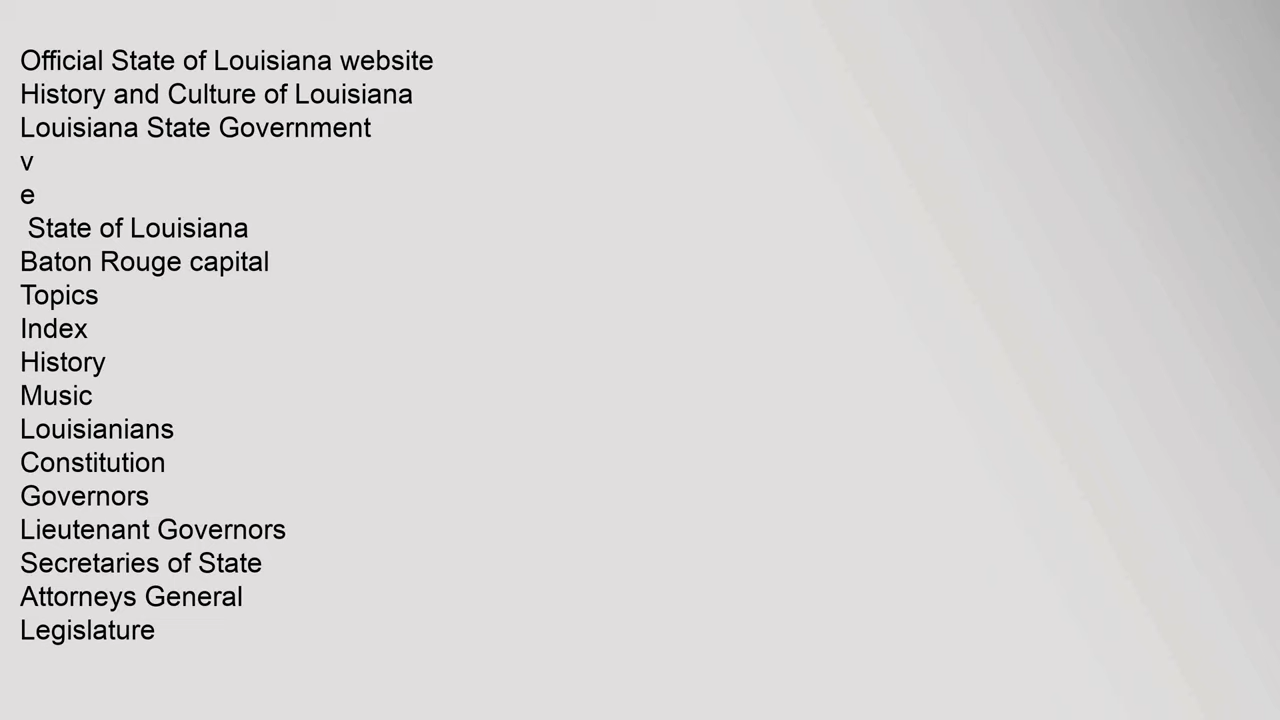 Official State of Louisiana website
History and Culture of Louisiana
Louisiana State Government
v
e
State of Louisiana
Baton Rouge capital
Topics
Index
History
Music
Louisianians
Constitution
Governors
Lieutenant Governors
Secretaries of State
Attorneys General
Legislature